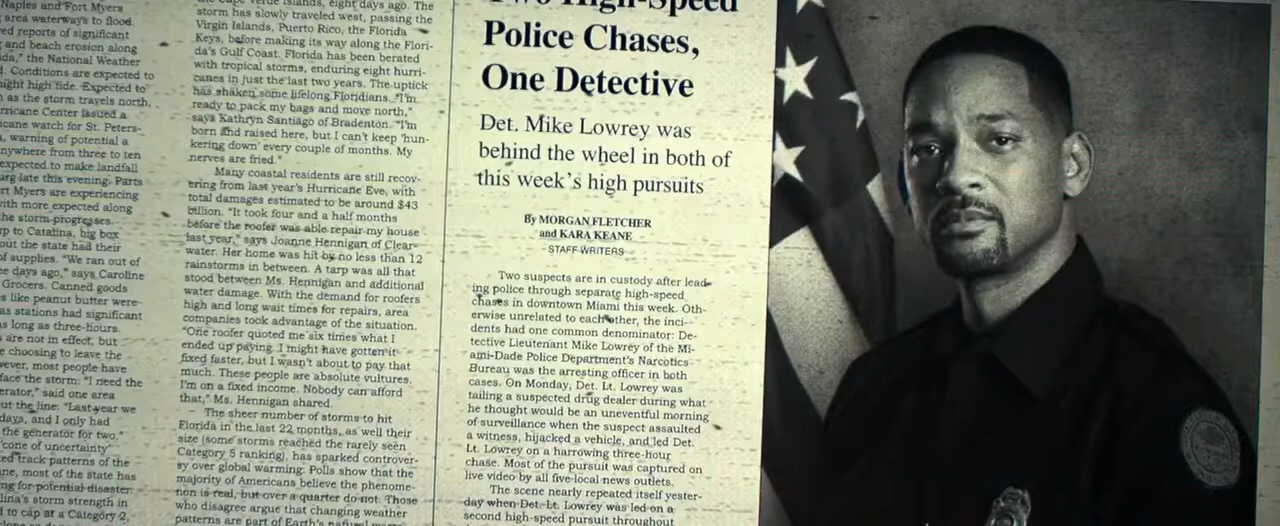 Naples and Fort Myers
area waterways to flood.
ed reports of significant
and beach erosion along
da," the National Weather
. Conditions are expected to
ight high tide. Expected to
as the storm travels north,
rricane Center issued a
icane watch for St. Peters-
, warning of potential a
nywhere from three to ten
expected to make landfall
urg late this evening. Parts
rt Myers are experiencing
with more expected along
the storm progresses.
up to Catalina, big box
out the state had their
of supplies. "We ran out of
ee days ago," says Caroline
Grocers. Canned goods
s like peanut butter were
as stations had significant
as long as three-hours.
are not in effect, but
e choosing to leave the
ever, most people have
face the storm. "I need the
erator," said one area
ut the line. "Last year we
days, and I only had
the generator for two."
'cone of uncertainty'
ed track patterns of the
ne, most of the state has
ng for potential disaster.
lina's storm strength in
d to cap at a Category 2,
Verde Islands, eight days ago. The
storm has slowly traveled west, passing the
Virgin Islands, Puerto Rico, the Florida
Keys, before making its way along the Flori-
da's Gulf Coast. Florida has been berated
with tropical storms, enduring eight hurri-
canes in just the last two years. The uptick
has shaken some lifelong Floridians. "I'm
ready to pack my bags and move north,"
says Kathryn Santiago of Bradenton. "I'm
born and raised here, but I can't keep 'hun-
kering down' every couple of months. My
nerves are fried."
Many coastal residents are still recov-
ering from last year's Hurricane Eve, with
total damages estimated to be around $43
billion. "It took four and a half months
before the roofer was able repair my house
last year," says Joanne Hennigan of Clear-
water. Her home was hit by no less than 12
rainstorms in between. A tarp was all that
stood between Ms. Hennigan and additional
water damage. With the demand for roofers
high and long wait times for repairs, area
companies took advantage of the situation.
"One roofer quoted me six times what I
ended up paying. I might have gotten it
fixed faster, but I wasn't about to pay that
much. These people are absolute vultures.
I'm on a fixed income. Nobody can afford
that," Ms. Hennigan shared.
The sheer number of storms to hit
Florida in the last 22 months, as well their
size (some storms reached the rarely seen
Category 5 ranking), has sparked controver-
sy over global warming. Polls show that the
majority of Americans believe the phenome-
non is real, but over a quarter do not. Those
who disagree argue that changing weather
patterns are part of Earth's natural
Two High-Speed
Police Chases,
One Detective
Det. Mike Lowrey was
behind the wheel in both of
this week's high pursuits
By MORGAN FLETCHER
and KARA KEANE
STAFF WRITERS
Two suspects are in custody after lead-
ing police through separate high-speed
chases in downtown Miami this week. Oth-
erwise unrelated to each other, the inci-
dents had one common denominator: De-
tective Lieutenant Mike Lowrey of the Mi-
ami-Dade Police Department's Narcotics
Bureau was the arresting officer in both
cases. On Monday, Det. Lt. Lowrey was
tailing a suspected drug dealer during what
he thought would be an uneventful morning
of surveillance when the suspect assaulted
a witness, hijacked a vehicle, and led Det.
Lt. Lowrey on a harrowing three-hour
chase. Most of the pursuit was captured on
live video by all five local news outlets.
The scene nearly repeated itself yester-
day when Det. Lt. Lowrey was led on a
second high-speed pursuit throughout